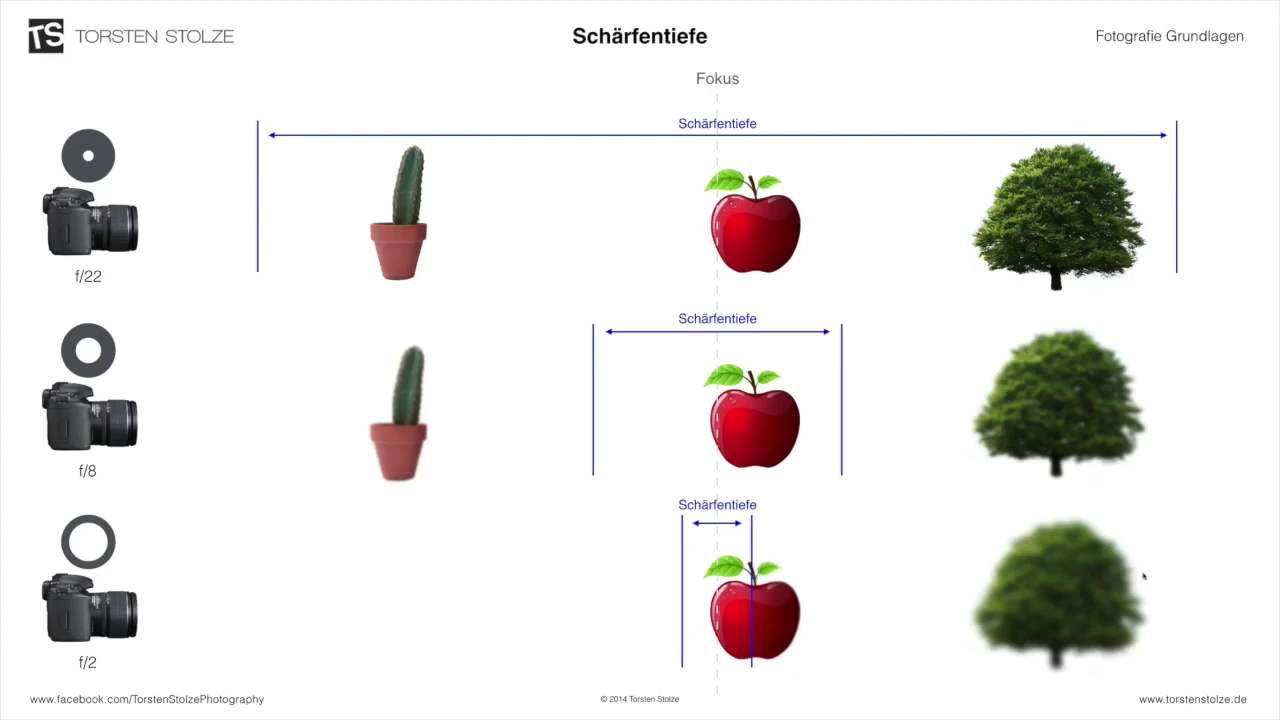 TS TORSTEN STOLZE
Schärfentiefe
Fotografie Grundlagen
Fokus
Schärfentiefe
f/22
Schärfentiefe
f/8
Schärfentiefe
f/2
www.facebook.com/TorstenStolzePhotography
© 2014 Torsten Stolze
www.torstenstolze.de